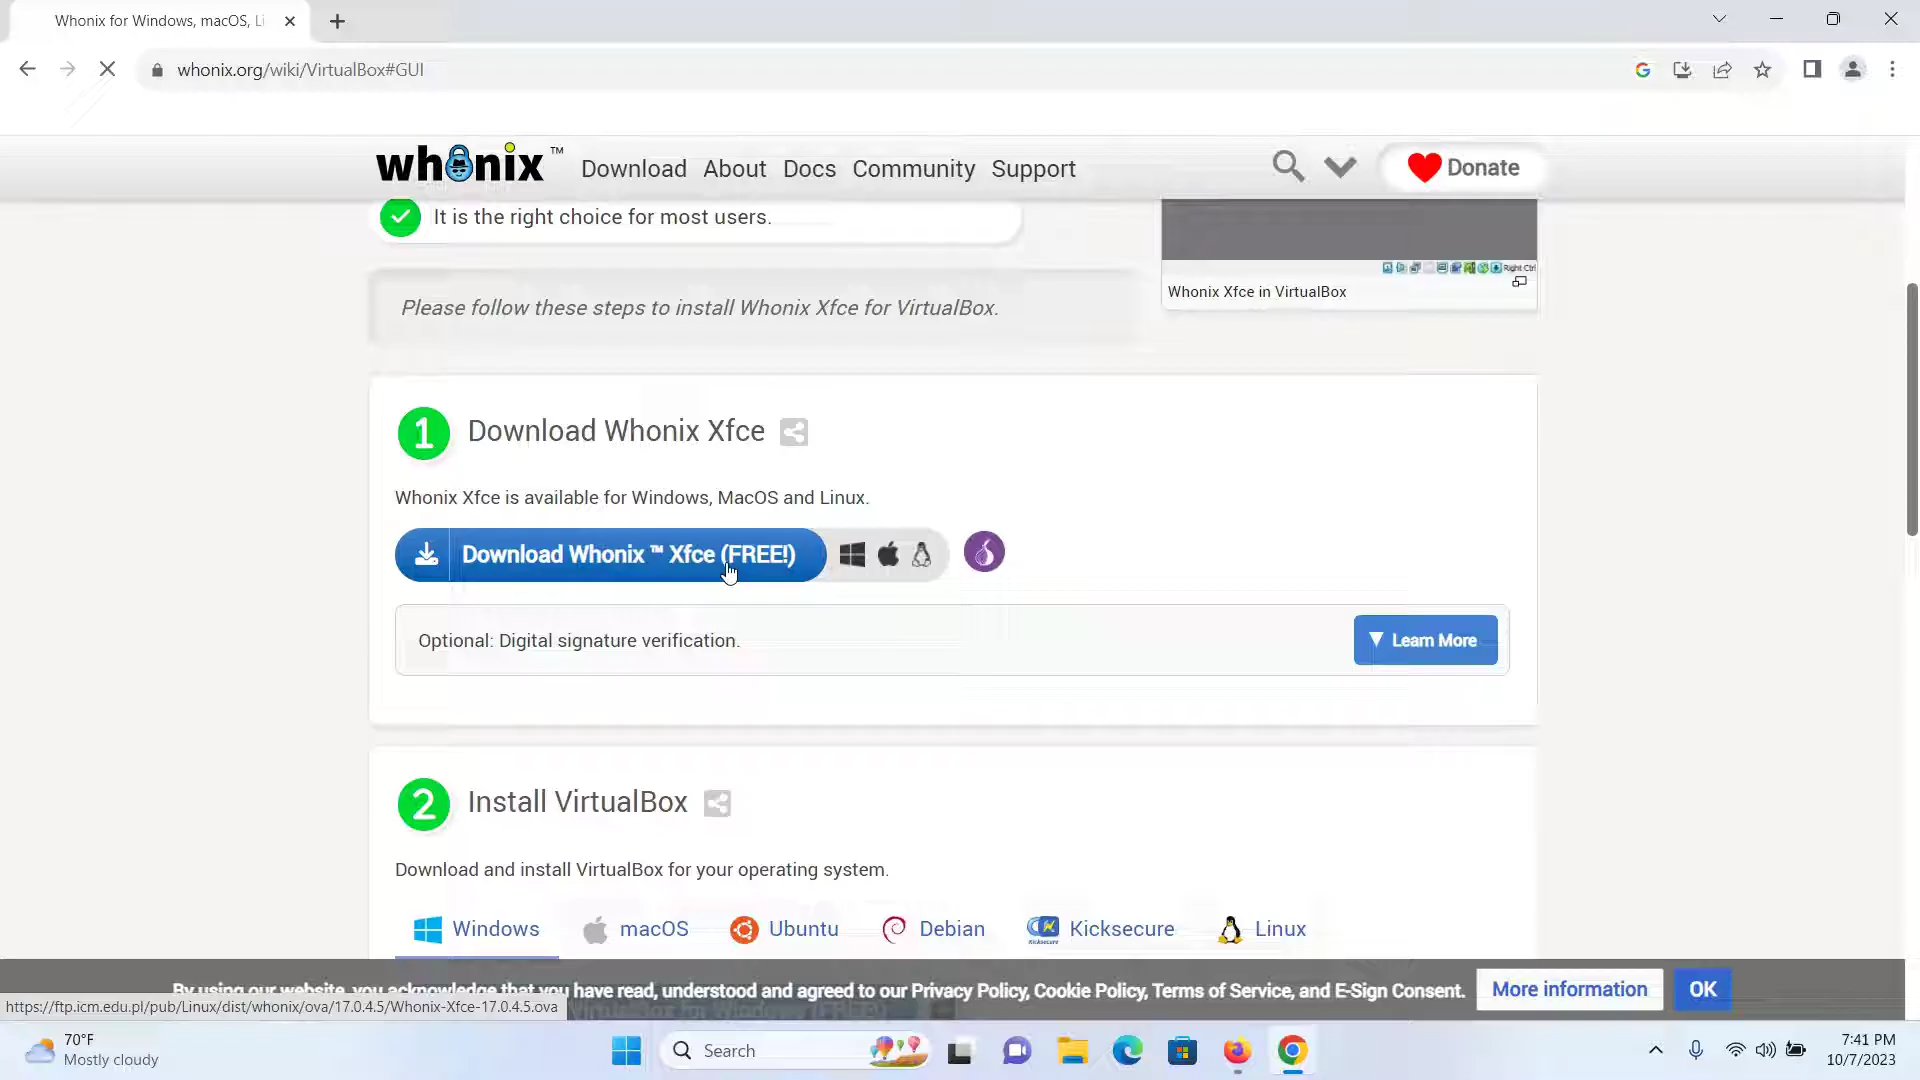 Whonix for Windows, macOS, Li
whonix.org/wiki/VirtualBox#GUI
whonix™ Download About Docs Community Support Donate
It is the right choice for most users.
Right Ctrl
Whonix Xfce in VirtualBox
Please follow these steps to install Whonix Xfce for VirtualBox.
1 Download Whonix Xfce
Whonix Xfce is available for Windows, MacOS and Linux.
Download Whonix ™ Xfce (FREE!)
Optional: Digital signature verification. Learn More
2 Install VirtualBox
Download and install VirtualBox for your operating system.
Windows macOS Ubuntu Debian Kicksecure Linux
By using our website, you acknowledge that you have read, understood and agreed to our Privacy Policy, Cookie Policy, Terms of Service, and E-Sign Consent. More information OK
https://ftp.icm.edu.pl/pub/Linux/dist/whonix/ova/17.0.4.5/Whonix-Xfce-17.0.4.5.ova
70°F
Mostly cloudy
Search
7:41 PM
10/7/2023